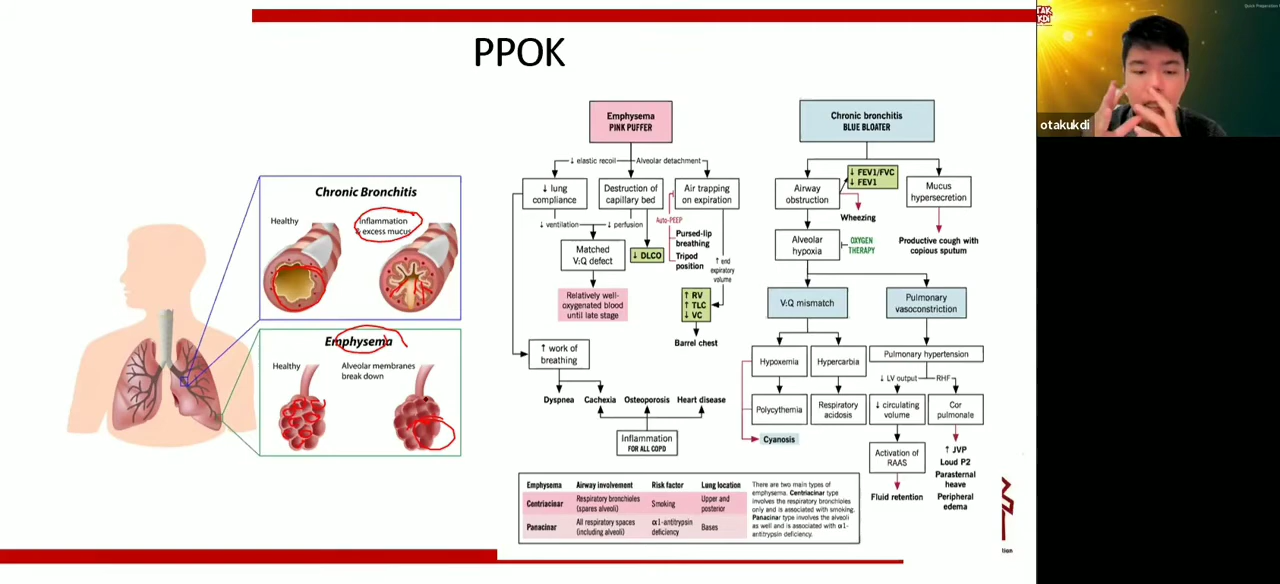 PPOK
TAK
KDI
otakukdi
Chronic Bronchitis
Healthy
Inflammation
& excess mucus
Emphysema
Healthy
Alveolar membranes
break down
Emphysema
PINK PUFFER
↓ elastic recoil
Alveolar detachment
↓ lung
compliance
Destruction of
capillary bed
Air trapping
on expiration
↓ ventilation
↓ perfusion
Auto-PEEP
Matched
V:Q defect
↓ DLCO
Pursed-lip
breathing
Tripod
position
↑ end
expiratory
volume
Relatively well-
oxygenated blood
until late stage
↑ RV
↑ TLC
↓ VC
Barrel chest
↑ work of
breathing
Dyspnea
Cachexia
Osteoporosis
Heart disease
Inflammation
FOR ALL COPD
Chronic bronchitis
BLUE BLOATER
Airway
obstruction
↓ FEV1/FVC
↓ FEV1
Mucus
hypersecretion
Wheezing
Alveolar
hypoxia
OXYGEN
THERAPY
Productive cough with
copious sputum
V:Q mismatch
Pulmonary
vasoconstriction
Hypoxemia
Hypercarbia
Pulmonary hypertension
↓ LV output
RHF
Polycythemia
Respiratory
acidosis
↓ circulating
volume
Cor
pulmonale
Cyanosis
Activation of
RAAS
Fluid retention
↑ JVP
Loud P2
Parasternal
heave
Peripheral
edema
Emphysema Airway involvement Risk factor Lung location
Centriacinar Respiratory bronchioles (spares alveoli) Smoking Upper and posterior
Panacinar All respiratory spaces (including alveoli) α1-antitrypsin deficiency Bases
There are two main types of
emphysema. Centriacinar type
involves the respiratory bronchioles
only and is associated with smoking.
Panacinar type involves the alveoli
as well and is associated with α1-
antitrypsin deficiency.
tion